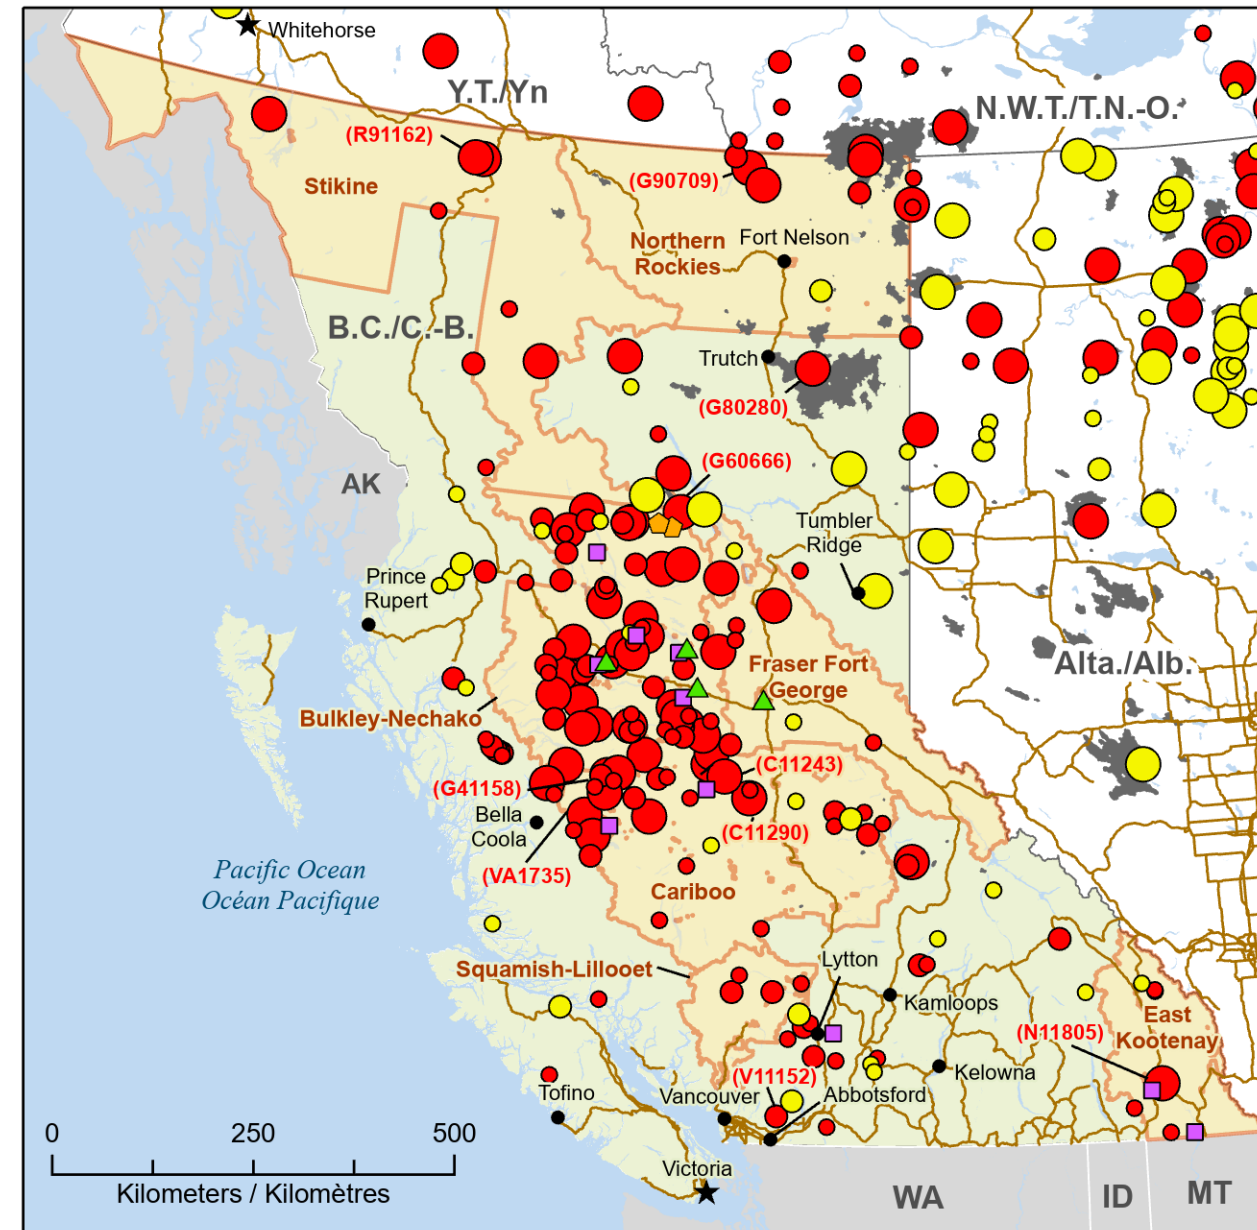 Whitehorse
Y.T./Yn
N.W.T./T.N.-O.
(R91162)
Stikine
(G90709)
Northern
Rockies
Fort Nelson
B.C./C.-B.
Trutch
(G80280)
(G60666)
AK
Tumbler
Ridge
Prince
Rupert
Alta./Alb.
Fraser Fort
George
Bulkley-Nechako
(C11243)
(G41158)
Bella
Coola
(C11290)
Pacific Ocean
Océan Pacifique
(VA1735)
Cariboo
Squamish-Lillooet
Lytton
Kamloops
(N11805)
East
Kootenay
(V11152)
Kelowna
Tofino
Vancouver
Abbotsford
0 250 500
Kilometers / Kilomètres
Victoria
WA
ID
MT